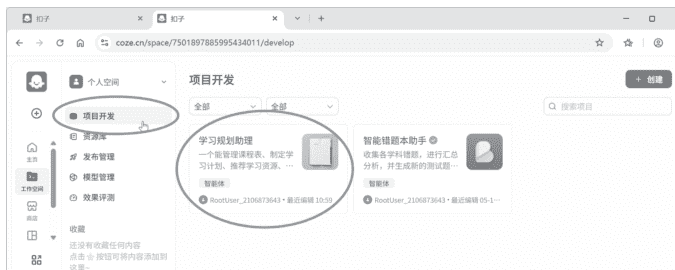 扣子
扣子
coze.cn/space/7501897885995434011/develop
个人空间
项目开发
资源库
发布管理
模型管理
效果评测
收藏
还没有收藏任何内容
点击 ☆ 按钮可将内容添加到
这里~
主页
工作空间
商店
项目开发
+ 创建
全部
全部
搜索项目
学习规划助理
一个能管理课程表、制定学
习计划、推荐学习资源、…
智能体
RootUser_2106873643 • 最近编辑 10:59
智能错题本助手
收集各学科错题，进行汇总
分析，并生成新的测试题…
智能体
RootUser_2106873643 • 最近编辑 05-1…